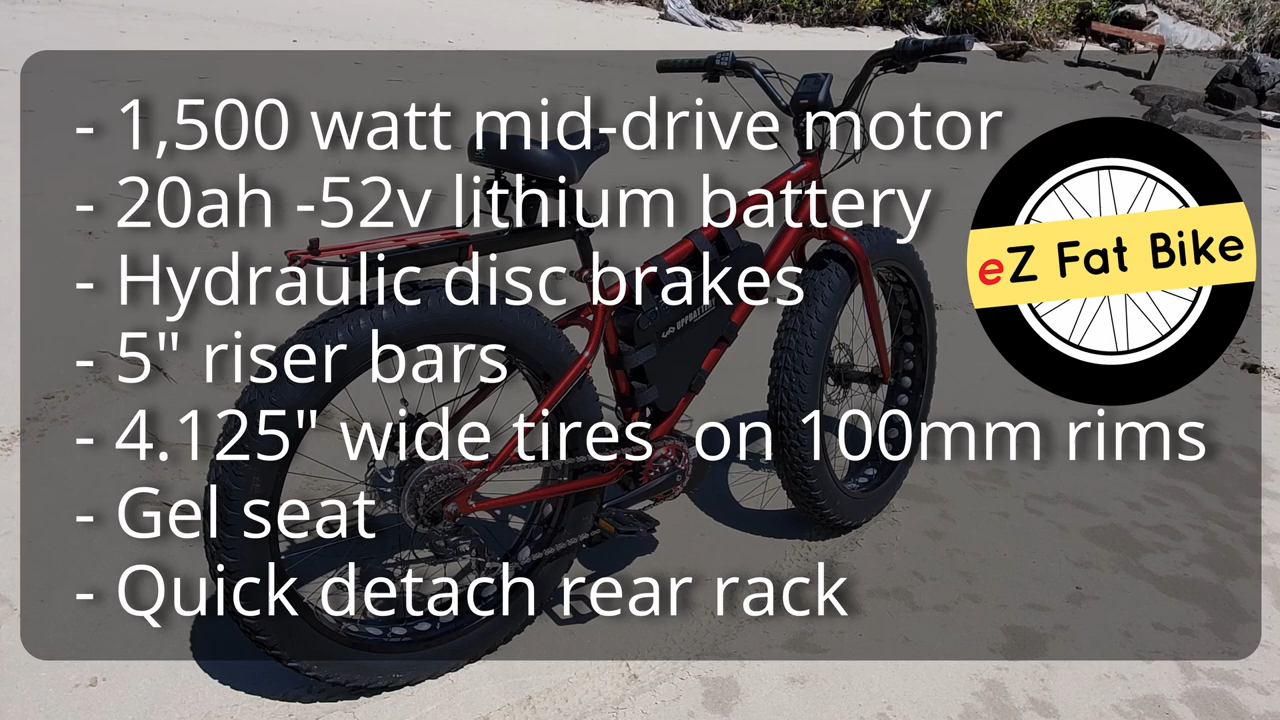 - 1,500 watt mid-drive motor
- 20ah -52v lithium battery
- Hydraulic disc brakes
- 5" riser bars
- 4.125" wide tires  on 100mm rims
- Gel seat
- Quick detach rear rack
eZ Fat Bike